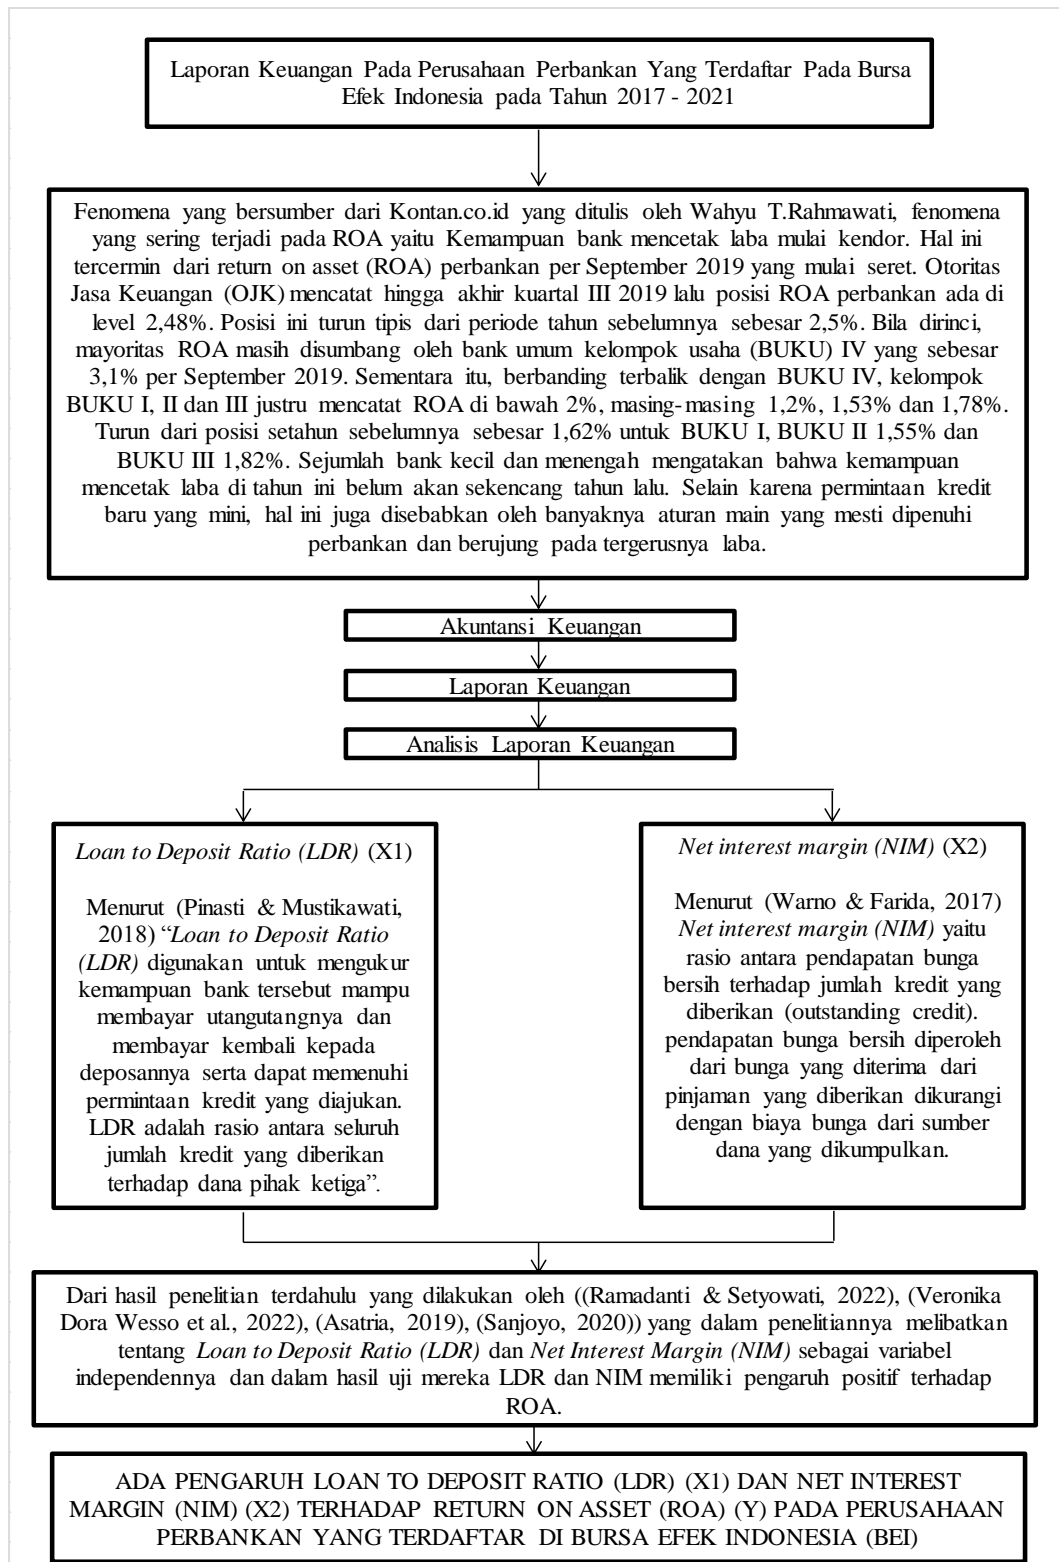 Laporan Keuangan Pada Perusahaan Perbankan Yang Terdaftar Pada Bursa
Efek Indonesia pada Tahun 2017 - 2021
Fenomena yang bersumber dari Kontan.co.id yang ditulis oleh Wahyu T.Rahmawati, fenomena
yang sering terjadi pada ROA yaitu Kemampuan bank mencetak laba mulai kendor. Hal ini
tercermin dari return on asset (ROA) perbankan per September 2019 yang mulai seret. Otoritas
Jasa Keuangan (OJK) mencatat hingga akhir kuartal III 2019 lalu posisi ROA perbankan ada di
level 2,48%. Posisi ini turun tipis dari periode tahun sebelumnya sebesar 2,5%. Bila dirinci,
mayoritas ROA masih disumbang oleh bank umum kelompok usaha (BUKU) IV yang sebesar
3,1% per September 2019. Sementara itu, berbanding terbalik dengan BUKU IV, kelompok
BUKU I, II dan III justru mencatat ROA di bawah 2%, masing-masing 1,2%, 1,53% dan 1,78%.
Turun dari posisi setahun sebelumnya sebesar 1,62% untuk BUKU I, BUKU II 1,55% dan
BUKU III 1,82%. Sejumlah bank kecil dan menengah mengatakan bahwa kemampuan
mencetak laba di tahun ini belum akan sekencang tahun lalu. Selain karena permintaan kredit
baru yang mini, hal ini juga disebabkan oleh banyaknya aturan main yang mesti dipenuhi
perbankan dan berujung pada tergerusnya laba.
Akuntansi Keuangan
Laporan Keuangan
Analisis Laporan Keuangan
Loan to Deposit Ratio (LDR) (X1)
Menurut (Pinasti & Mustikawati,
2018) “Loan to Deposit Ratio
(LDR) digunakan untuk mengukur
kemampuan bank tersebut mampu
membayar utangutangnya dan
membayar kembali kepada
deposannya serta dapat memenuhi
permintaan kredit yang diajukan.
LDR adalah rasio antara seluruh
jumlah kredit yang diberikan
terhadap dana pihak ketiga”.
Net interest margin (NIM) (X2)
Menurut (Warno & Farida, 2017)
Net interest margin (NIM) yaitu
rasio antara pendapatan bunga
bersih terhadap jumlah kredit yang
diberikan (outstanding credit).
pendapatan bunga bersih diperoleh
dari bunga yang diterima dari
pinjaman yang diberikan dikurangi
dengan biaya bunga dari sumber
dana yang dikumpulkan.
Dari hasil penelitian terdahulu yang dilakukan oleh ((Ramadanti & Setyowati, 2022), (Veronika
Dora Wesso et al., 2022), (Asatria, 2019), (Sanjoyo, 2020)) yang dalam penelitiannya melibatkan
tentang Loan to Deposit Ratio (LDR) dan Net Interest Margin (NIM) sebagai variabel
independennya dan dalam hasil uji mereka LDR dan NIM memiliki pengaruh positif terhadap
ROA.
ADA PENGARUH LOAN TO DEPOSIT RATIO (LDR) (X1) DAN NET INTEREST
MARGIN (NIM) (X2) TERHADAP RETURN ON ASSET (ROA) (Y) PADA PERUSAHAAN
PERBANKAN YANG TERDAFTAR DI BURSA EFEK INDONESIA (BEI)